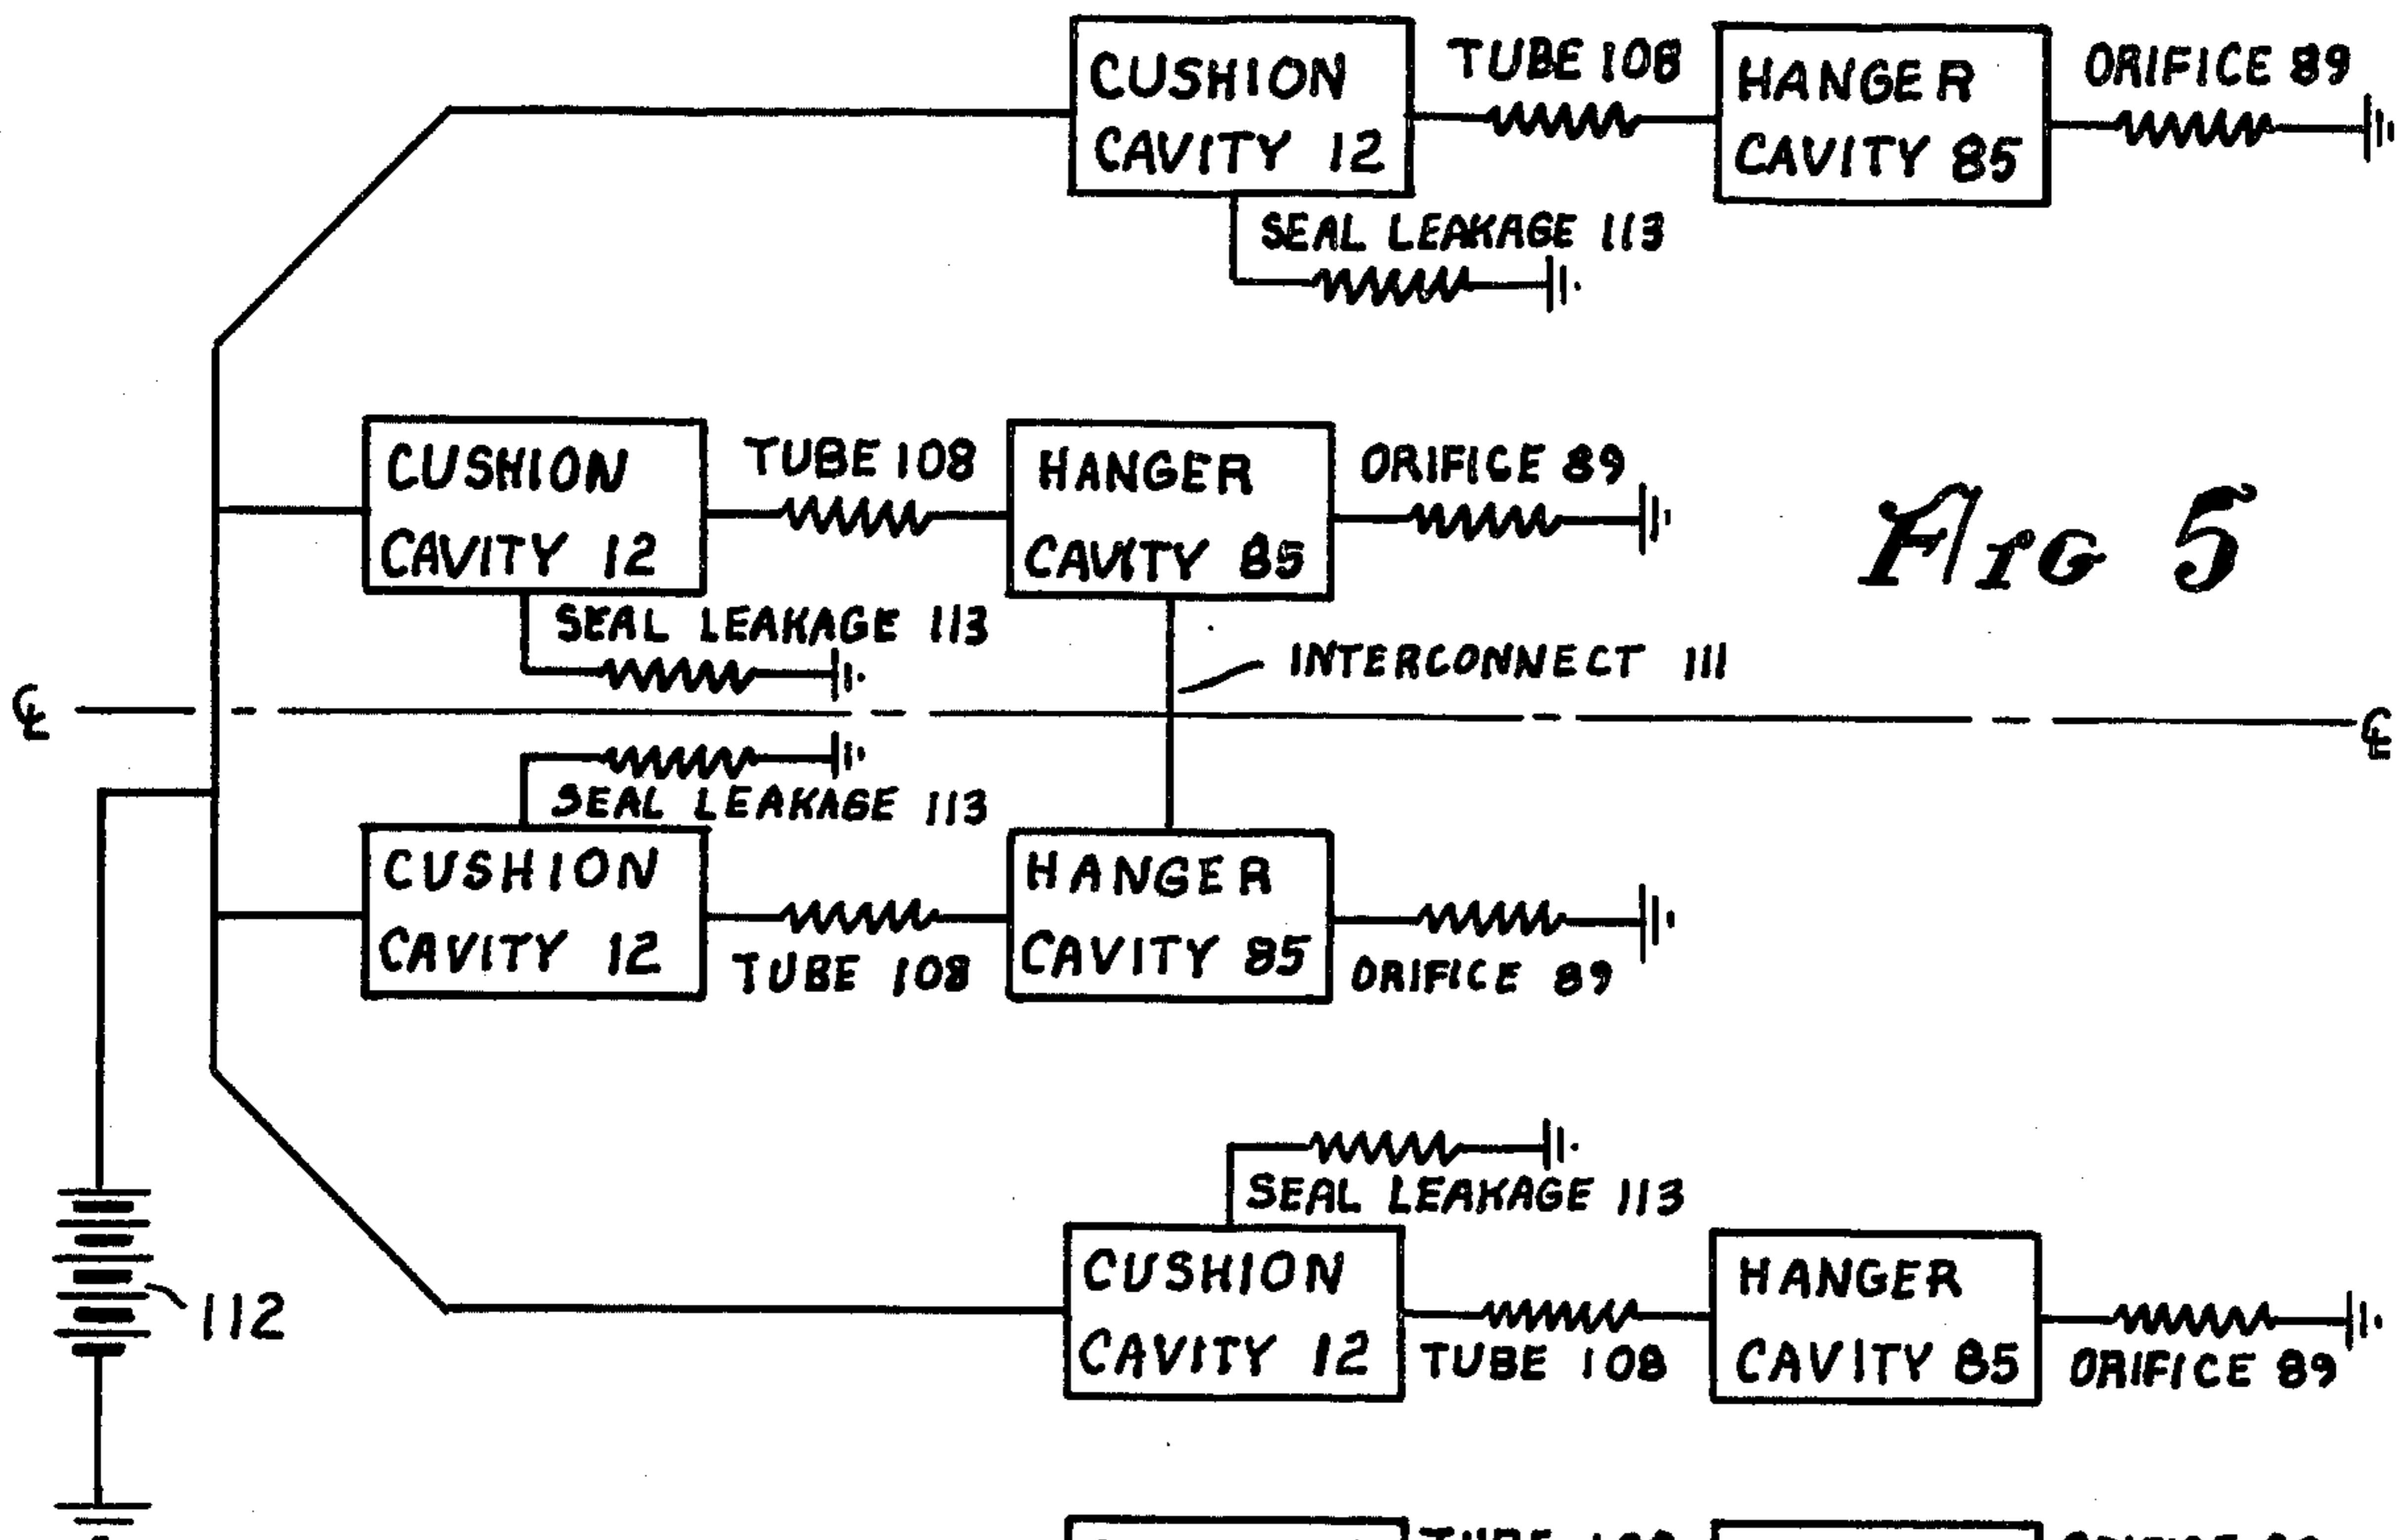 CUSHION
CAVITY 12
TUBE 108
HANGER
CAVITY 85
ORIFICE 89
SEAL LEAKAGE 113
CUSHION
CAVITY 12
TUBE 108
HANGER
CAVITY 85
ORIFICE 89
FIG 5
SEAL LEAKAGE 113
INTERCONNECT 111
℄ ℄
SEAL LEAKAGE 113
CUSHION
CAVITY 12
TUBE 108
HANGER
CAVITY 85
ORIFICE 89
SEAL LEAKAGE 113
CUSHION
CAVITY 12
TUBE 108
HANGER
CAVITY 85
ORIFICE 89
112